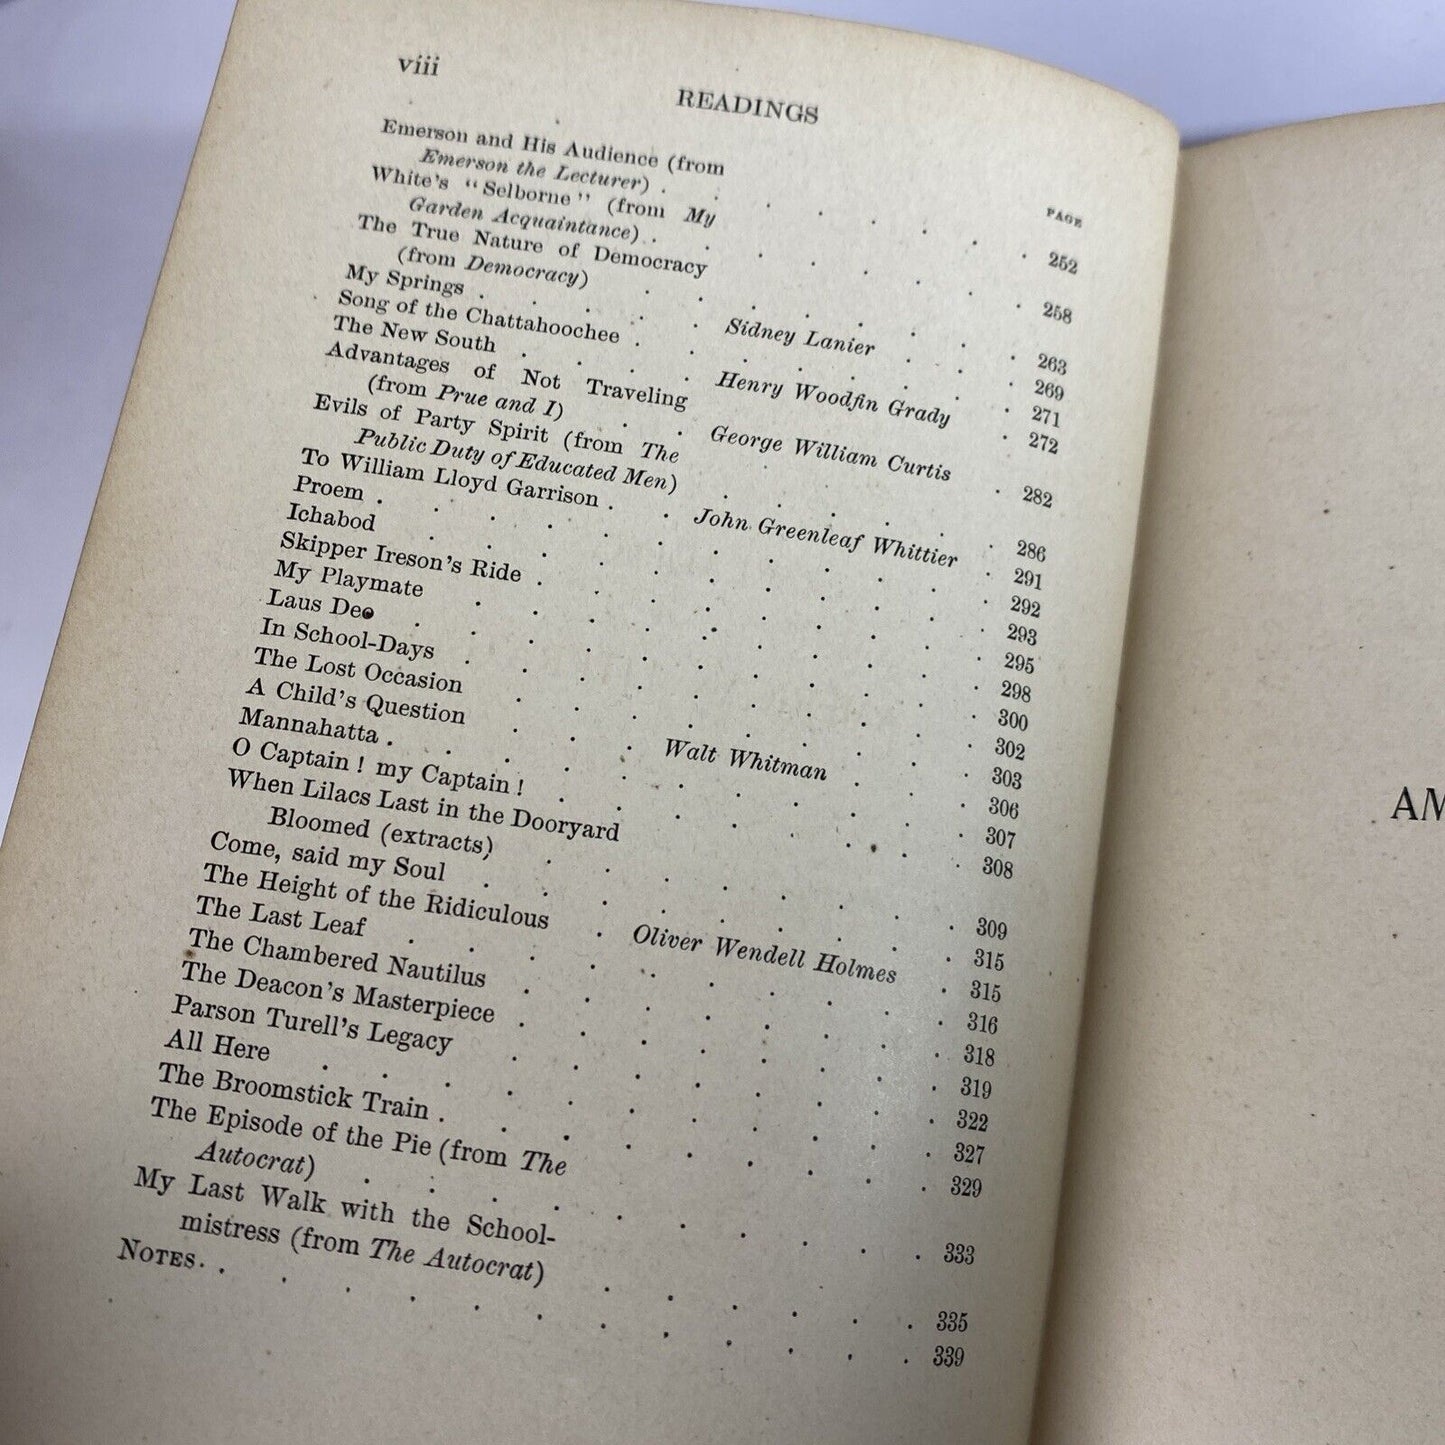 viii
READINGS
PAGE
Emerson and His Audience (from
Emerson the Lecturer) . . . . . . . . 252
White's "Selborne" (from My
Garden Acquaintance) . . . . . . . . 258
The True Nature of Democracy
(from Democracy) . . . . . . . . 263
My Springs . . . . . Sidney Lanier . . . 269
Song of the Chattahoochee . . . . . . . . 271
The New South . . . . Henry Woodfin Grady . 272
Advantages of Not Traveling
(from Prue and I) . . George William Curtis . 282
Evils of Party Spirit (from The
Public Duty of Educated Men) . . . . . . 286
To William Lloyd Garrison . . John Greenleaf Whittier . 291
Proem . . . . . . . . . . . 292
Ichabod . . . . . . . . . . 293
Skipper Ireson's Ride . . . . . . . . 295
My Playmate . . . . . . . . . 298
Laus Deo . . . . . . . . . . 300
In School-Days . . . . . . . . . 302
The Lost Occasion . . . . . . . . 303
A Child's Question . . . Walt Whitman . . . 306
Mannahatta . . . . . . . . . . 307
O Captain! my Captain! . . . . . . . 308
When Lilacs Last in the Dooryard
Bloomed (extracts) . . . . . . . . 309
Come, said my Soul . . . . . . . . 315
The Height of the Ridiculous . Oliver Wendell Holmes . 315
The Last Leaf . . . . . . . . . 316
The Chambered Nautilus . . . . . . . 318
The Deacon's Masterpiece . . . . . . . 319
Parson Turell's Legacy . . . . . . . 322
All Here . . . . . . . . . . 327
The Broomstick Train . . . . . . . . 329
The Episode of the Pie (from The
Autocrat) . . . . . . . . . 333
My Last Walk with the School-
mistress (from The Autocrat) . . . . . . 335
NOTES . . . . . . . . . . . 339
AM